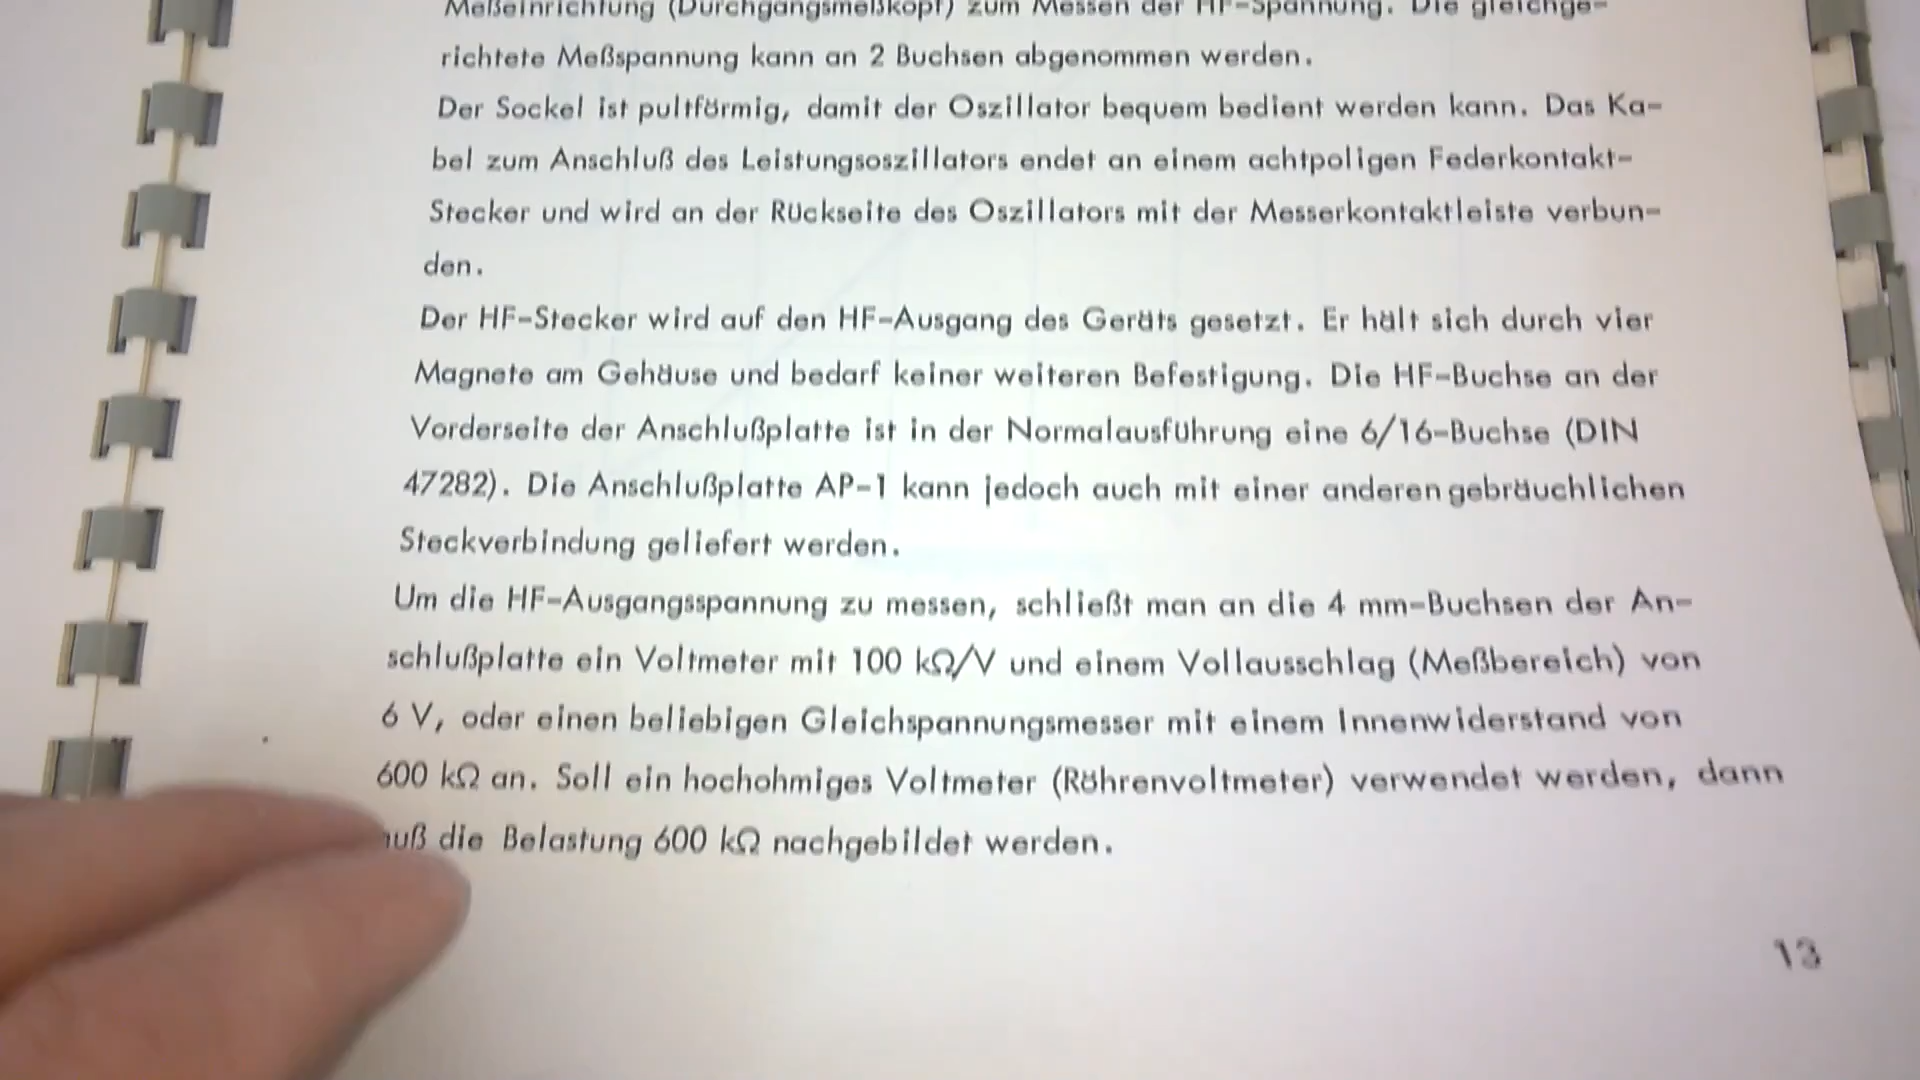 Meßeinrichtung (Durchgangsmeßkopf) zum Messen der HF-Spannung. Die gleichge-
richtete Meßspannung kann an 2 Buchsen abgenommen werden.
Der Sockel ist pultförmig, damit der Oszillator bequem bedient werden kann. Das Ka-
bel zum Anschluß des Leistungsoszillators endet an einem achtpoligen Federkontakt-
Stecker und wird an der Rückseite des Oszillators mit der Messerkontaktleiste verbun-
den.
Der HF-Stecker wird auf den HF-Ausgang des Geräts gesetzt. Er hält sich durch vier
Magnete am Gehäuse und bedarf keiner weiteren Befestigung. Die HF-Buchse an der
Vorderseite der Anschlußplatte ist in der Normalausführung eine 6/16-Buchse (DIN
47282). Die Anschlußplatte AP-1 kann jedoch auch mit einer anderen gebräuchlichen
Steckverbindung geliefert werden.
Um die HF-Ausgangsspannung zu messen, schließt man an die 4 mm-Buchsen der An-
schlußplatte ein Voltmeter mit 100 kΩ/V und einem Vollausschlag (Meßbereich) von
6 V, oder einen beliebigen Gleichspannungsmesser mit einem Innenwiderstand von
600 kΩ an. Soll ein hochohmiges Voltmeter (Röhrenvoltmeter) verwendet werden, dann
uß die Belastung 600 kΩ nachgebildet werden.
13